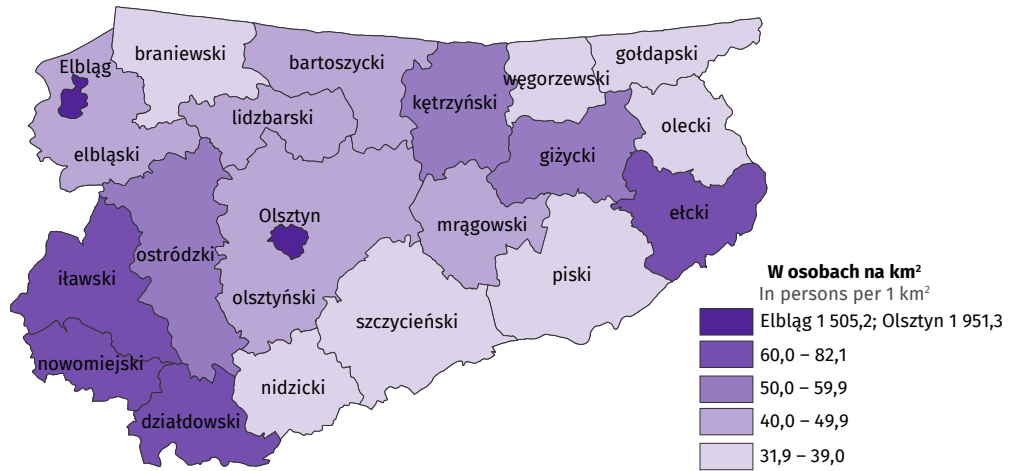 braniewski
gołdapski
bartoszycki
Elbląg
węgorzewski
kętrzyński
lidzbarski
olecki
elbląski
giżycki
Olsztyn
ełcki
mrągowski
ostródzki
iławski
piski
olsztyński
szczycieński
nowomiejski
nidzicki
działdowski
W osobach na km²
In persons per 1 km²
Elbląg 1 505,2; Olsztyn 1 951,3
60,0 – 82,1
50,0 – 59,9
40,0 – 49,9
31,9 – 39,0